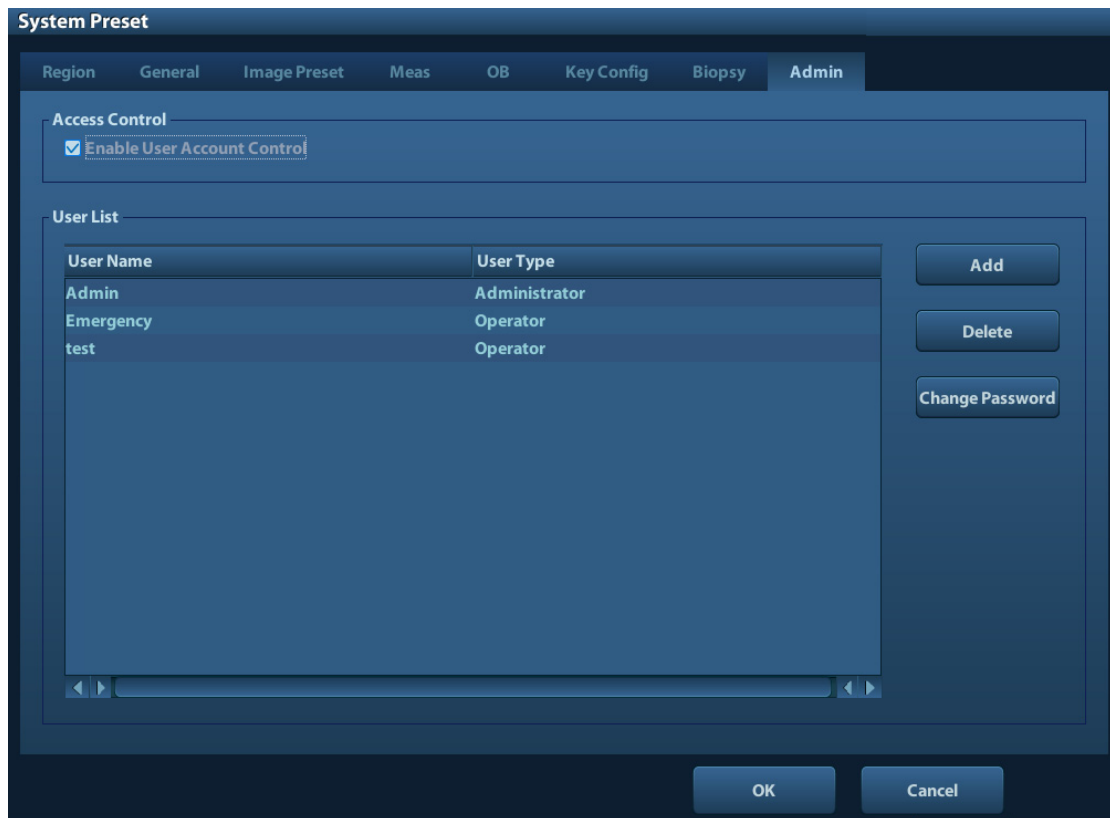 System Preset
Region General Image Preset Meas OB Key Config Biopsy Admin
Access Control
Enable User Account Control
User List
User Name User Type
Add
Admin Administrator
Emergency Operator
Delete
test Operator
Change Password
OK Cancel